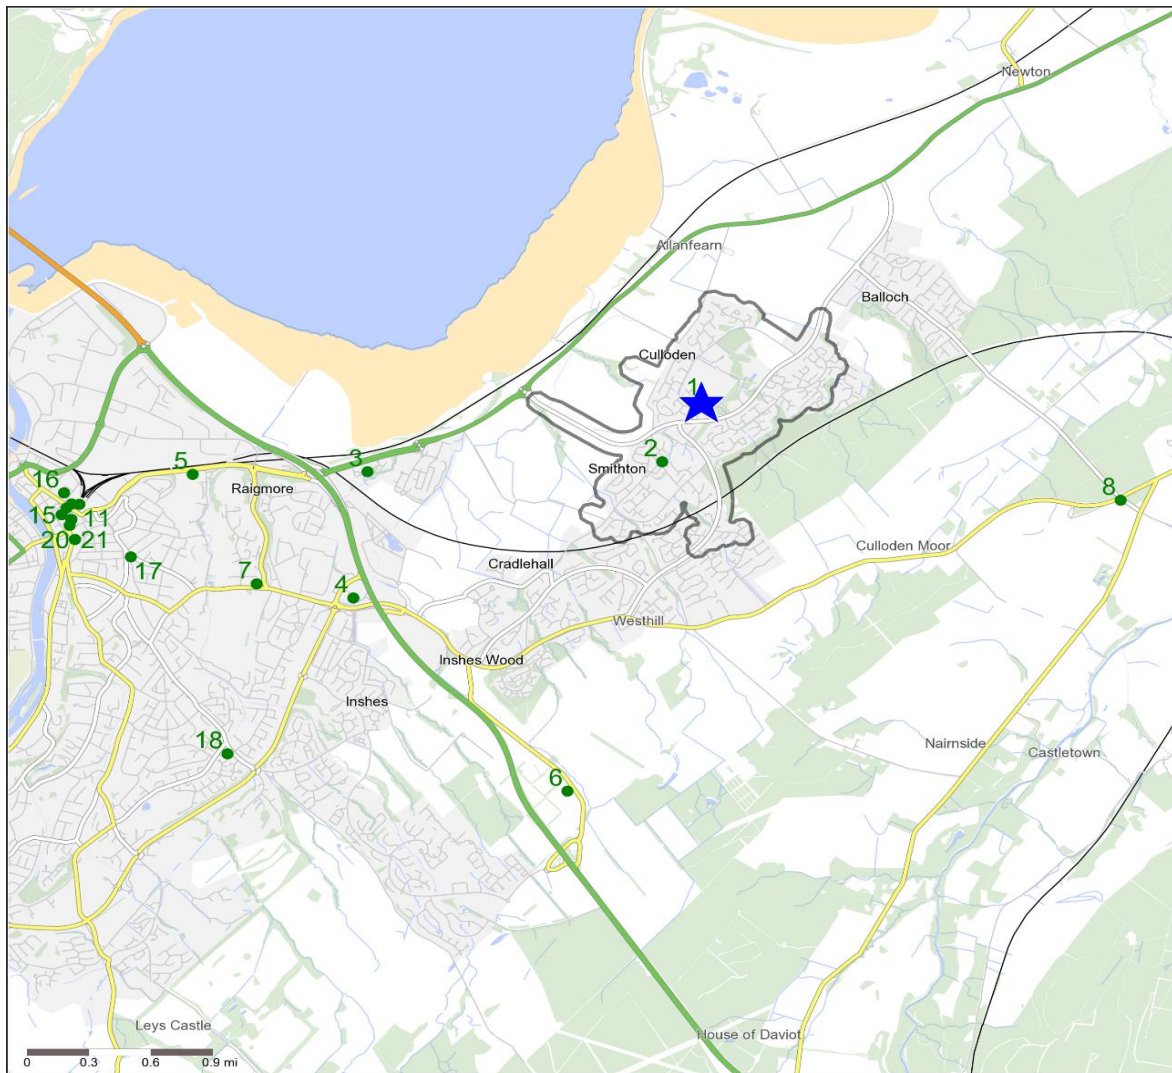 Newton
Allanfearn
Balloch
Culloden
1
2
Smithton
3
5
Raigmore
16
15
11
20
21
17
7
4
8
Culloden Moor
Cradlehall
Westhill
Inshes Wood
Inshes
18
6
Nairnside
Castletown
Leys Castle
House of Daviot
0
0.3
0.6
0.9 mi